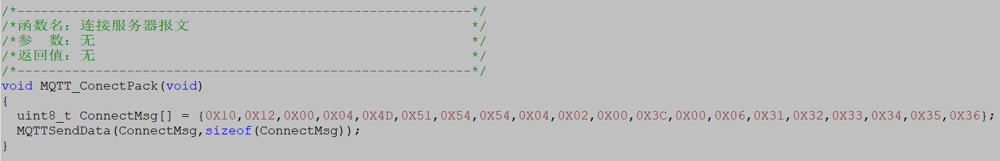 /*----------------------------------------------------------*/
/*函数名：连接服务器报文                                    */
/*参  数：无                                                */
/*返回值：无                                                */
/*----------------------------------------------------------*/
void MQTT_ConectPack(void)
{
  uint8_t ConnectMsg[] = {0X10,0X12,0X00,0X04,0X4D,0X51,0X54,0X54,0X04,0X02,0X00,0X3C,0X00,0X06,0X31,0X32,0X33,0X34,0X35,0X36};
  MQTTSendData(ConnectMsg,sizeof(ConnectMsg));
}